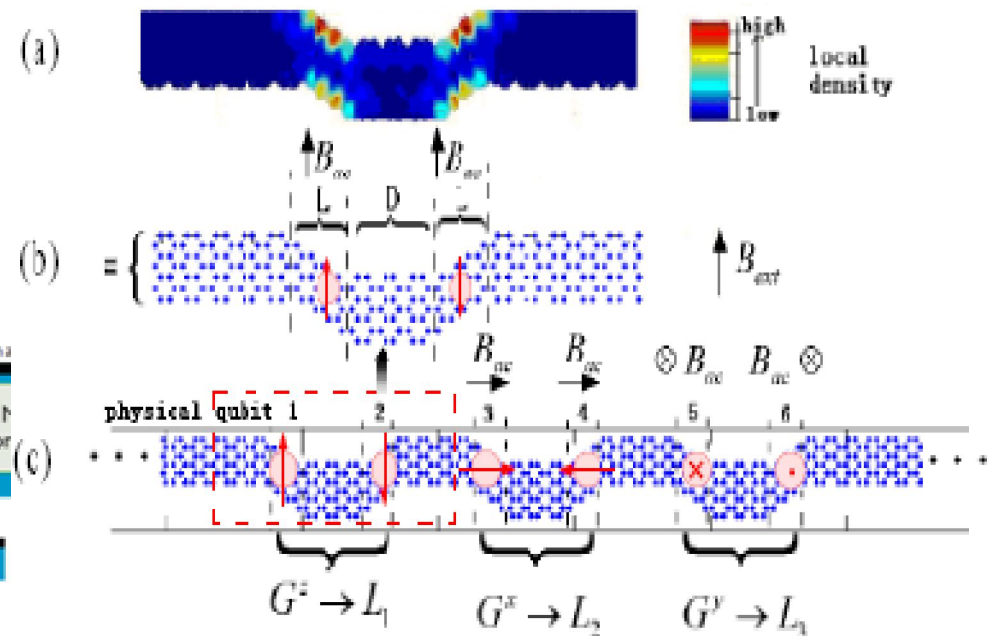 (a)
high
low
local
density
B_ac B_ac
L D
(b)
n {
B_ext
B_ac B_ac ⊗ B_ac B_ac ⊗
physical qubit 1 2 3 4 5 6
(c) • • • • • •
G^z → L_1 G^x → L_2 G^y → L_3